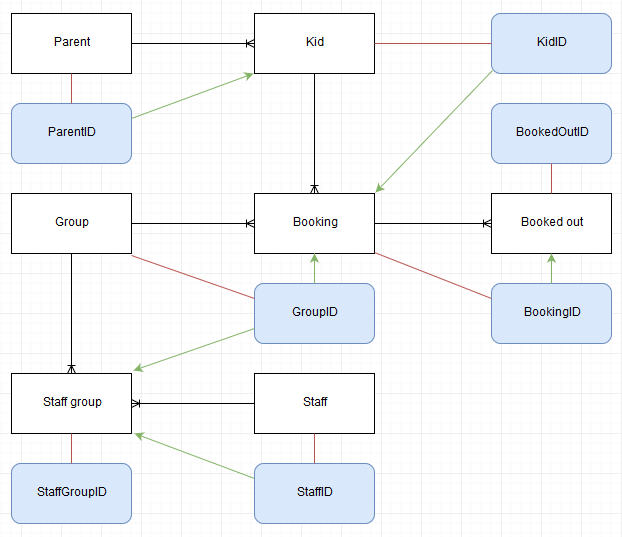 Parent
Kid
KidID
ParentID
BookedOutID
Group
Booking
Booked out
GroupID
BookingID
Staff group
Staff
StaffGroupID
StaffID